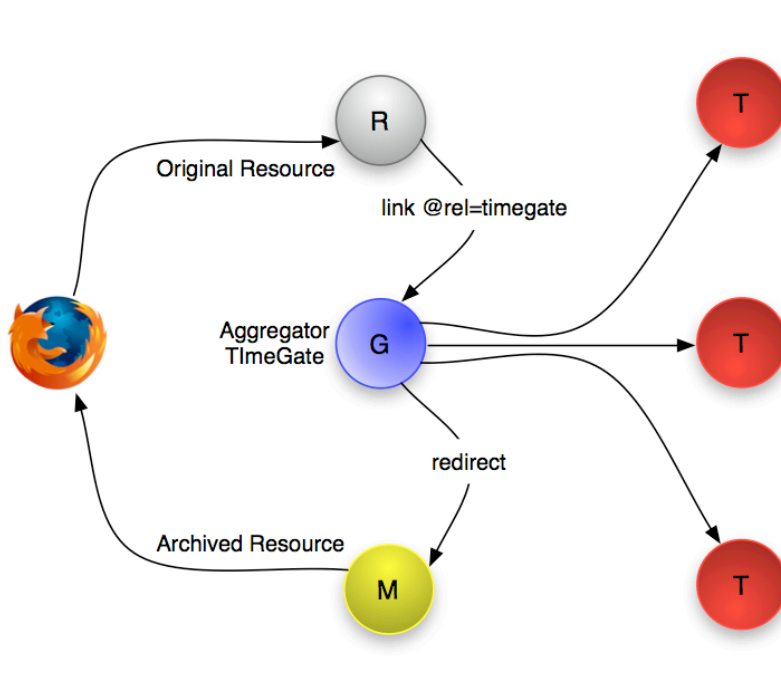 R
T
Original Resource
link @rel=timegate
Aggregator
TImeGate
G
T
redirect
Archived Resource
M
T